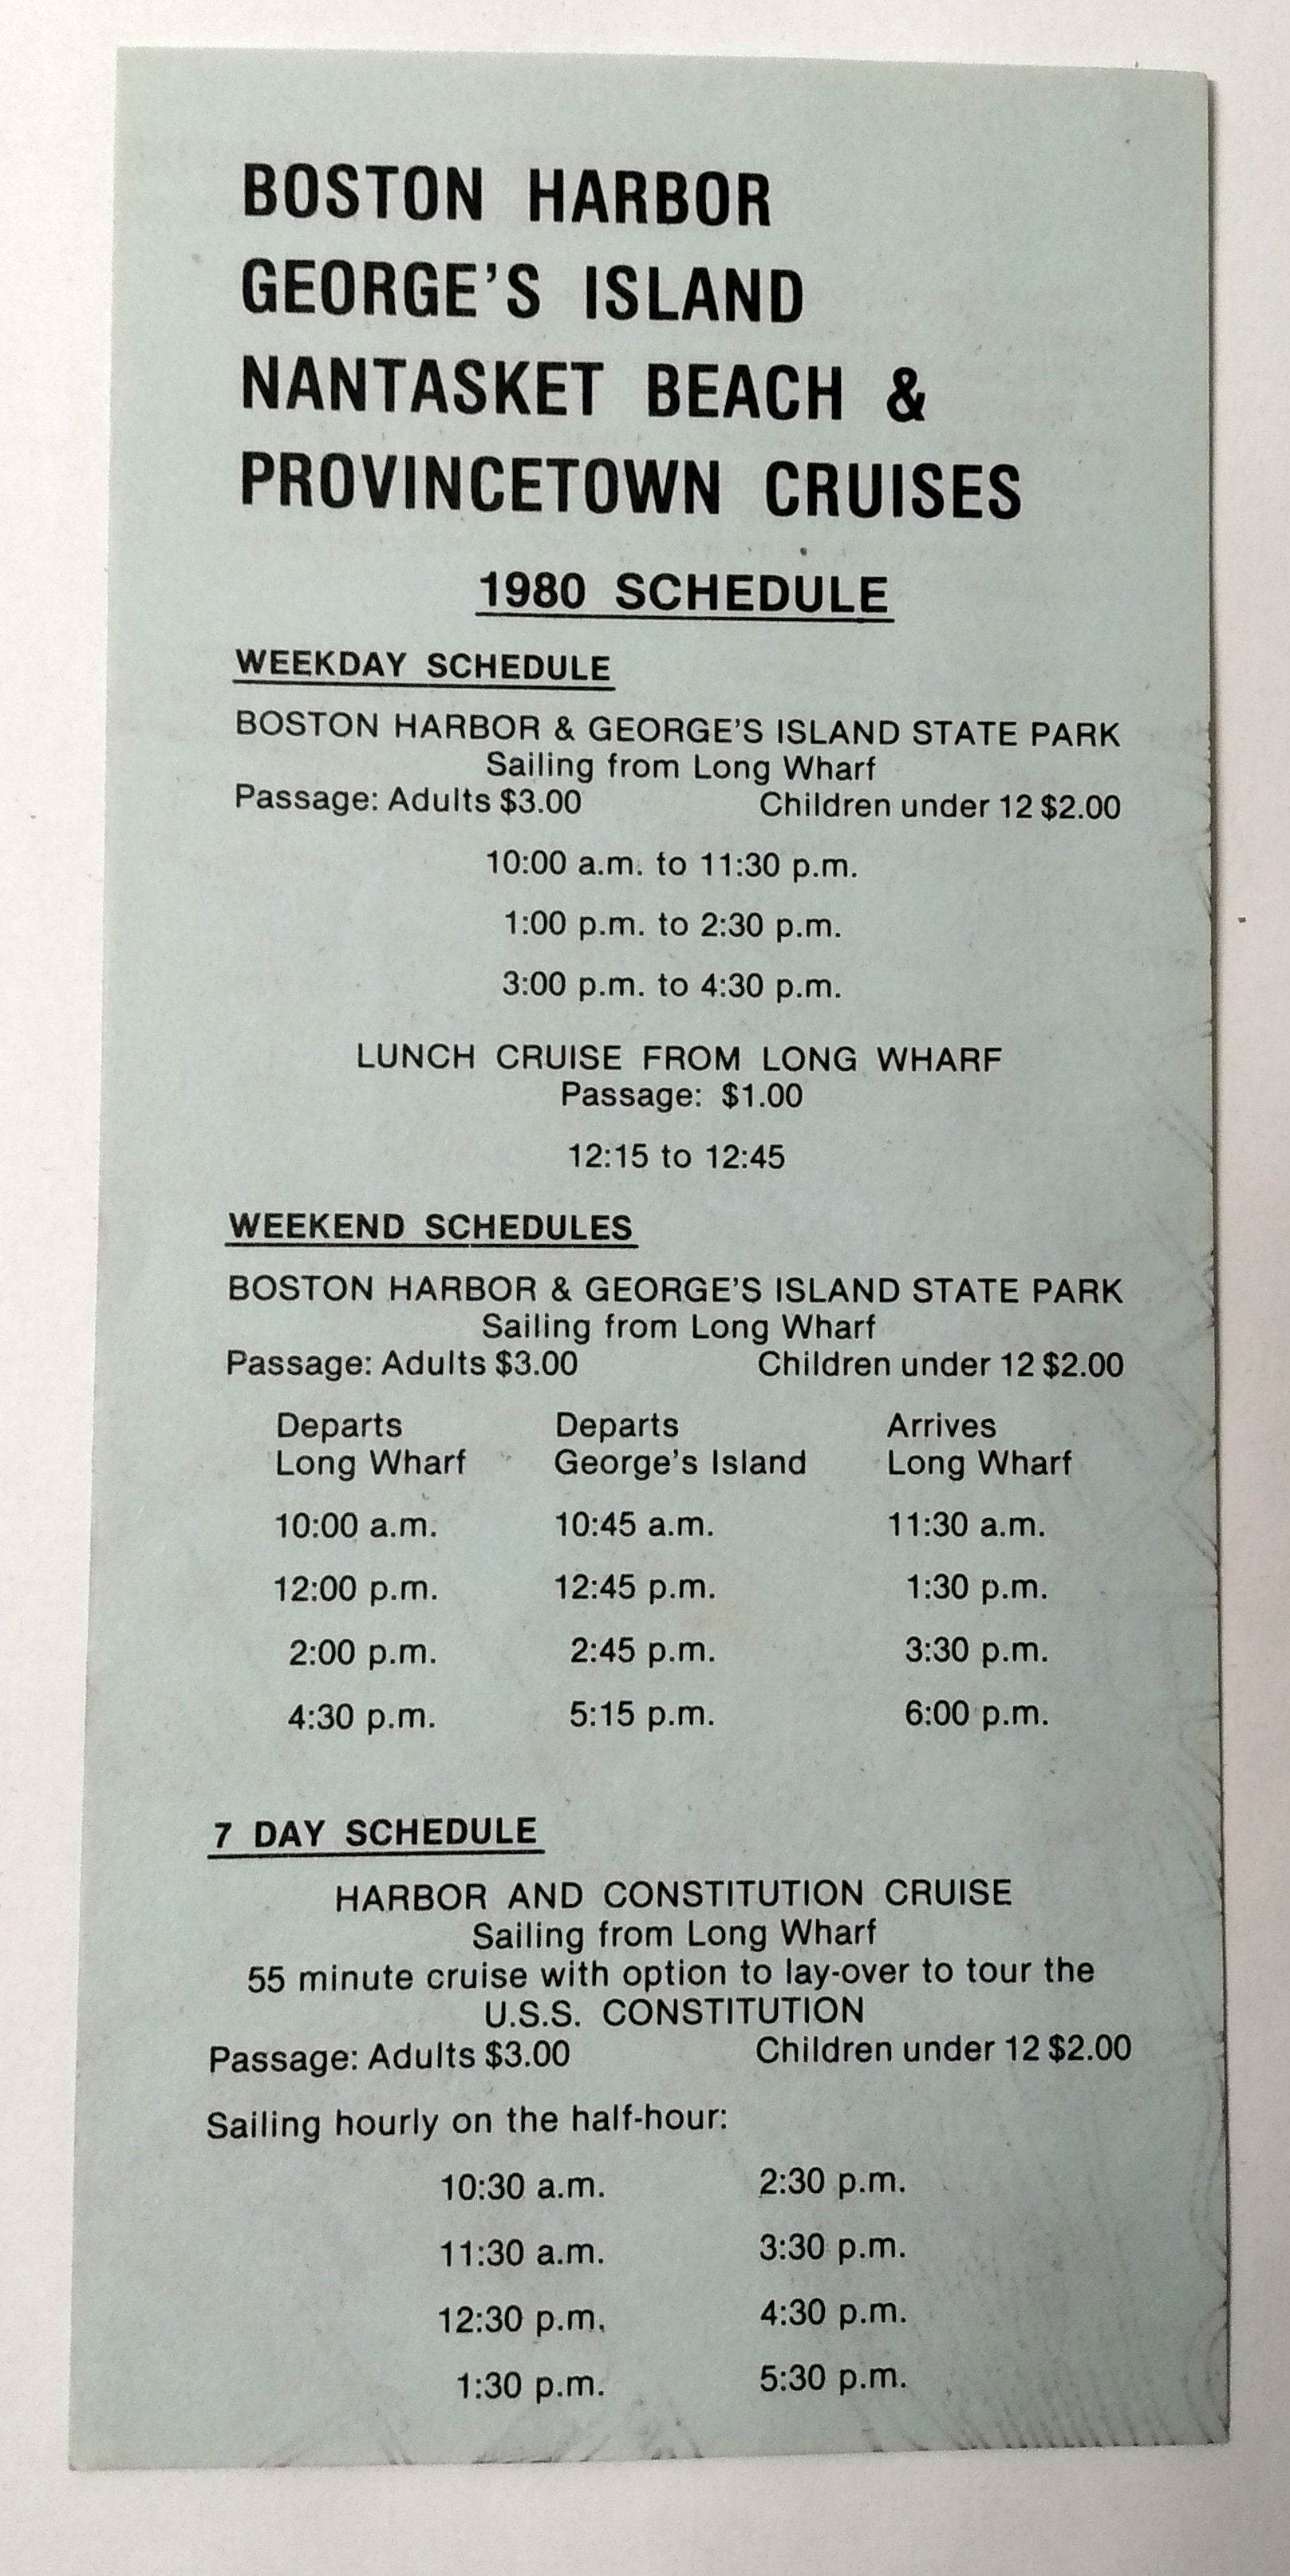 BOSTON HARBOR
GEORGE'S ISLAND
NANTASKET BEACH &
PROVINCETOWN CRUISES
1980 SCHEDULE
WEEKDAY SCHEDULE
BOSTON HARBOR & GEORGE'S ISLAND STATE PARK
Sailing from Long Wharf
Passage: Adults $3.00 Children under 12 $2.00
10:00 a.m. to 11:30 p.m.
1:00 p.m. to 2:30 p.m.
3:00 p.m. to 4:30 p.m.
LUNCH CRUISE FROM LONG WHARF
Passage: $1.00
12:15 to 12:45
WEEKEND SCHEDULES
BOSTON HARBOR & GEORGE'S ISLAND STATE PARK
Sailing from Long Wharf
Passage: Adults $3.00 Children under 12 $2.00
Departs Departs Arrives
Long Wharf George's Island Long Wharf
10:00 a.m. 10:45 a.m. 11:30 a.m.
12:00 p.m. 12:45 p.m. 1:30 p.m.
2:00 p.m. 2:45 p.m. 3:30 p.m.
4:30 p.m. 5:15 p.m. 6:00 p.m.
7 DAY SCHEDULE
HARBOR AND CONSTITUTION CRUISE
Sailing from Long Wharf
55 minute cruise with option to lay-over to tour the
U.S.S. CONSTITUTION
Passage: Adults $3.00 Children under 12 $2.00
Sailing hourly on the half-hour:
10:30 a.m. 2:30 p.m.
11:30 a.m. 3:30 p.m.
12:30 p.m. 4:30 p.m.
1:30 p.m. 5:30 p.m.